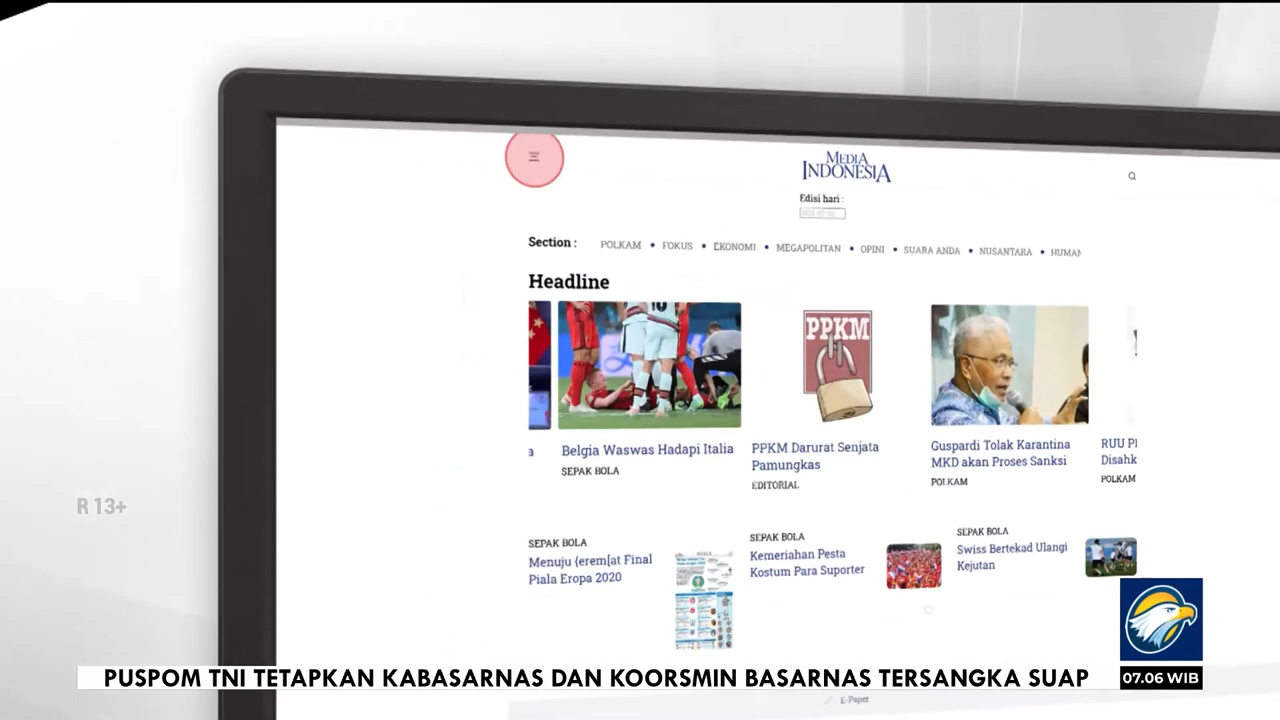 MEDIA
INDONESIA
Edisi hari :
Section :
POLKAM • FOKUS • EKONOMI • MEGAPOLITAN • OPINI • SUARA ANDA • NUSANTARA • HUMAN
Headline
PPKM
a
Belgia Waswas Hadapi Italia
SEPAK BOLA
PPKM Darurat Senjata
Pamungkas
EDITORIAL
Guspardi Tolak Karantina
MKD akan Proses Sanksi
POLKAM
RUU P
Disahk
POLKAM
SEPAK BOLA
Menuju {erem[at Final
Piala Eropa 2020
SEPAK BOLA
Kemeriahan Pesta
Kostum Para Suporter
SEPAK BOLA
Swiss Bertekad Ulangi
Kejutan
R 13+
PUSPOM TNI TETAPKAN KABASARNAS DAN KOORSMIN BASARNAS TERSANGKA SUAP
07.06 WIB
E-Paper